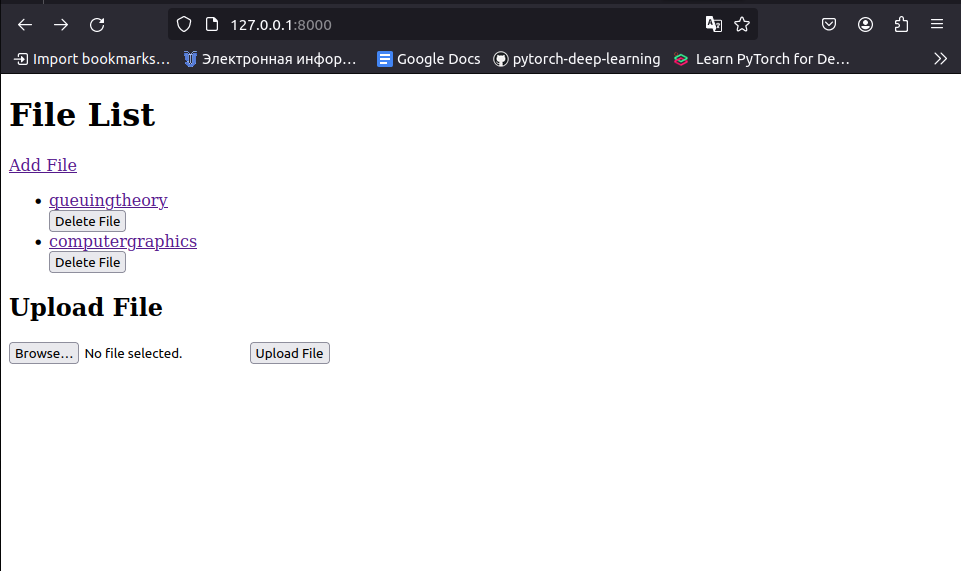 127.0.0.1:8000
Import bookmarks... Электронная инфор... Google Docs pytorch-deep-learning Learn PyTorch for De...
File List
Add File
• queuingtheory
Delete File
• computergraphics
Delete File
Upload File
Browse... No file selected. Upload File